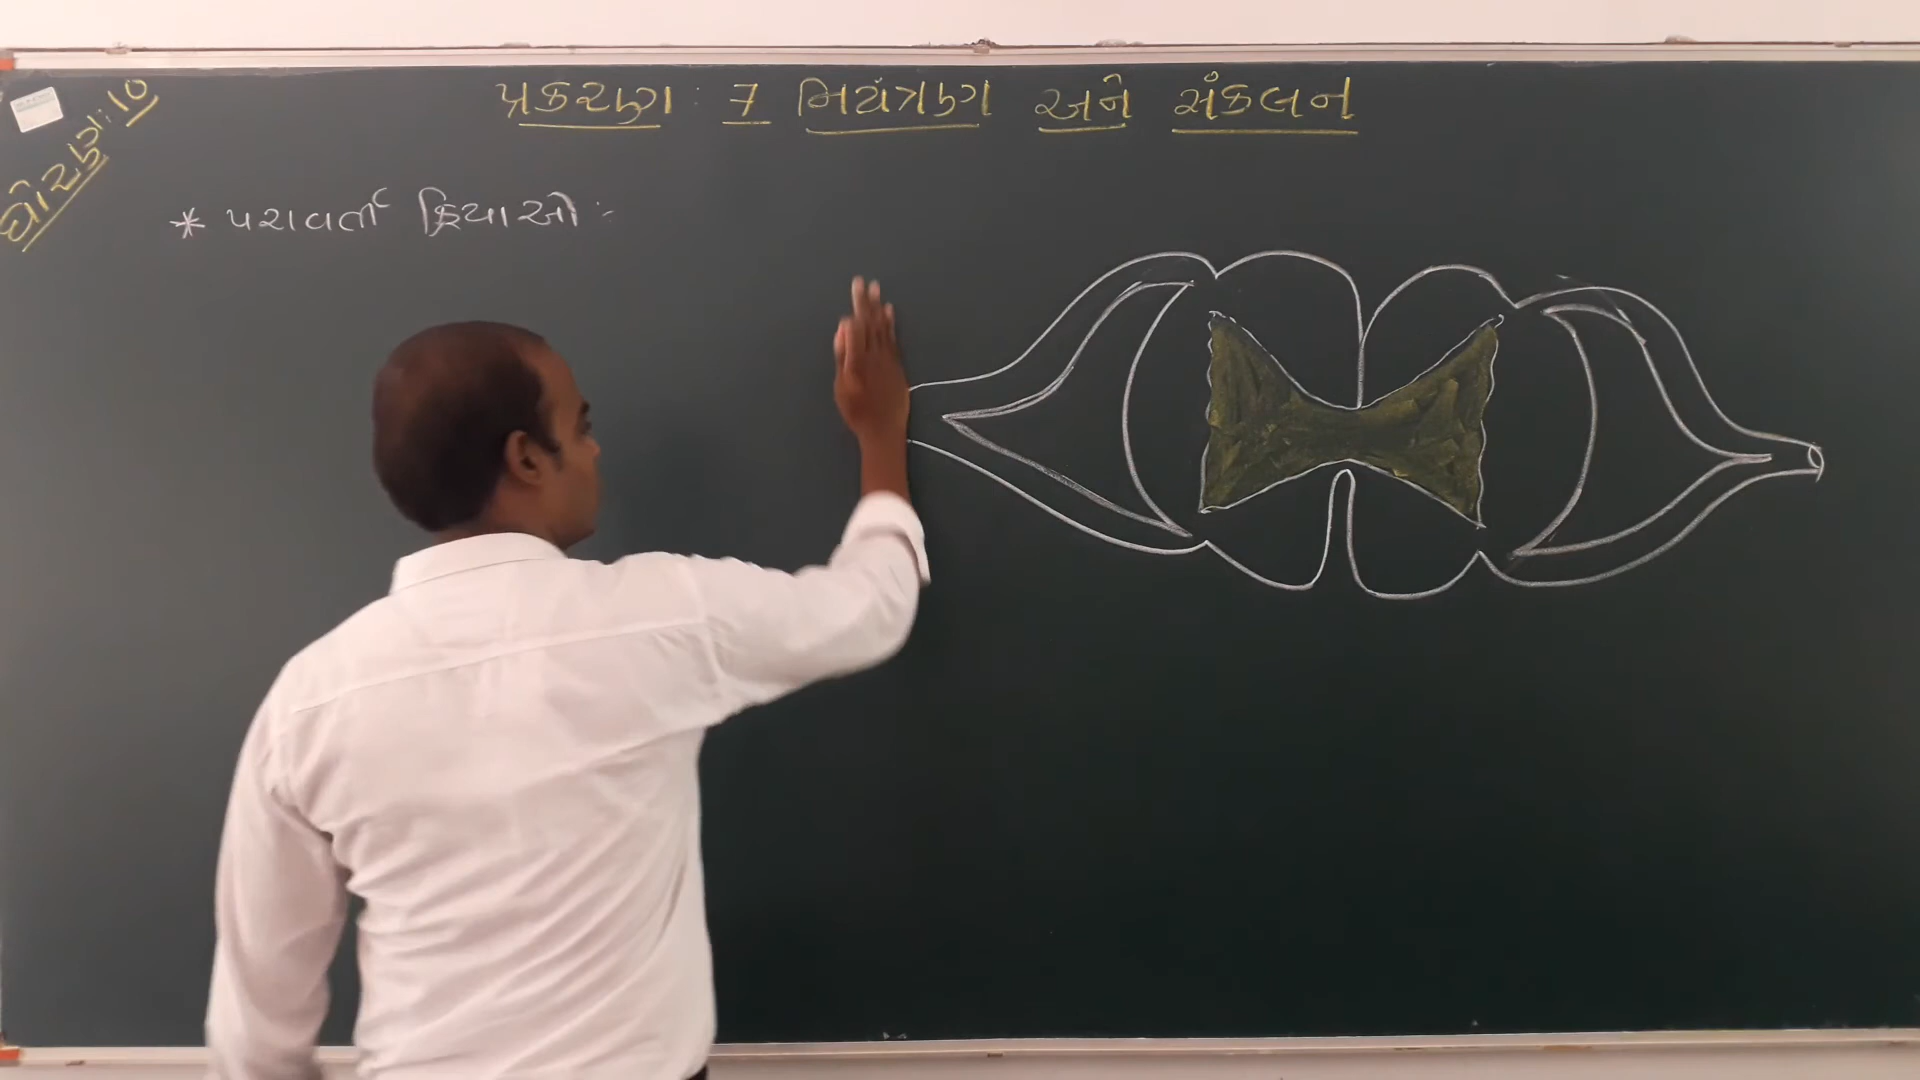 ધોરણ: 10
પ્રકરણ : 7 નિયંત્રણ અને સંકલન
* પરાવર્તી ક્રિયાઓ :-